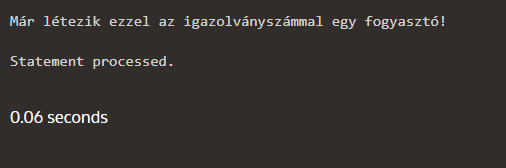 Már létezik ezzel az igazolványszámmal egy fogyasztó!
Statement processed.
0.06 seconds